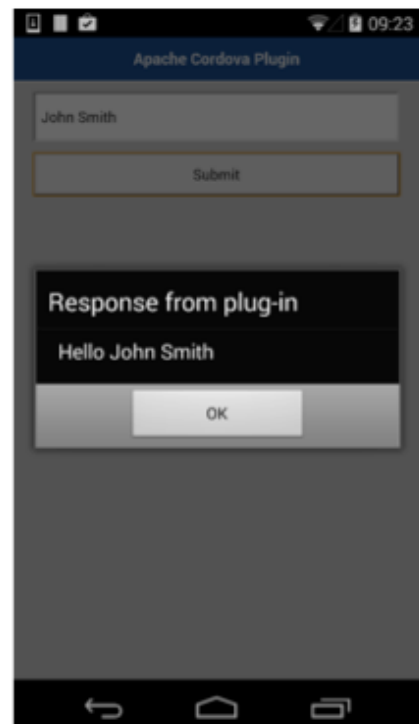 09:23
Apache Cordova Plugin
John Smith
Submit
Response from plug-in
Hello John Smith
OK